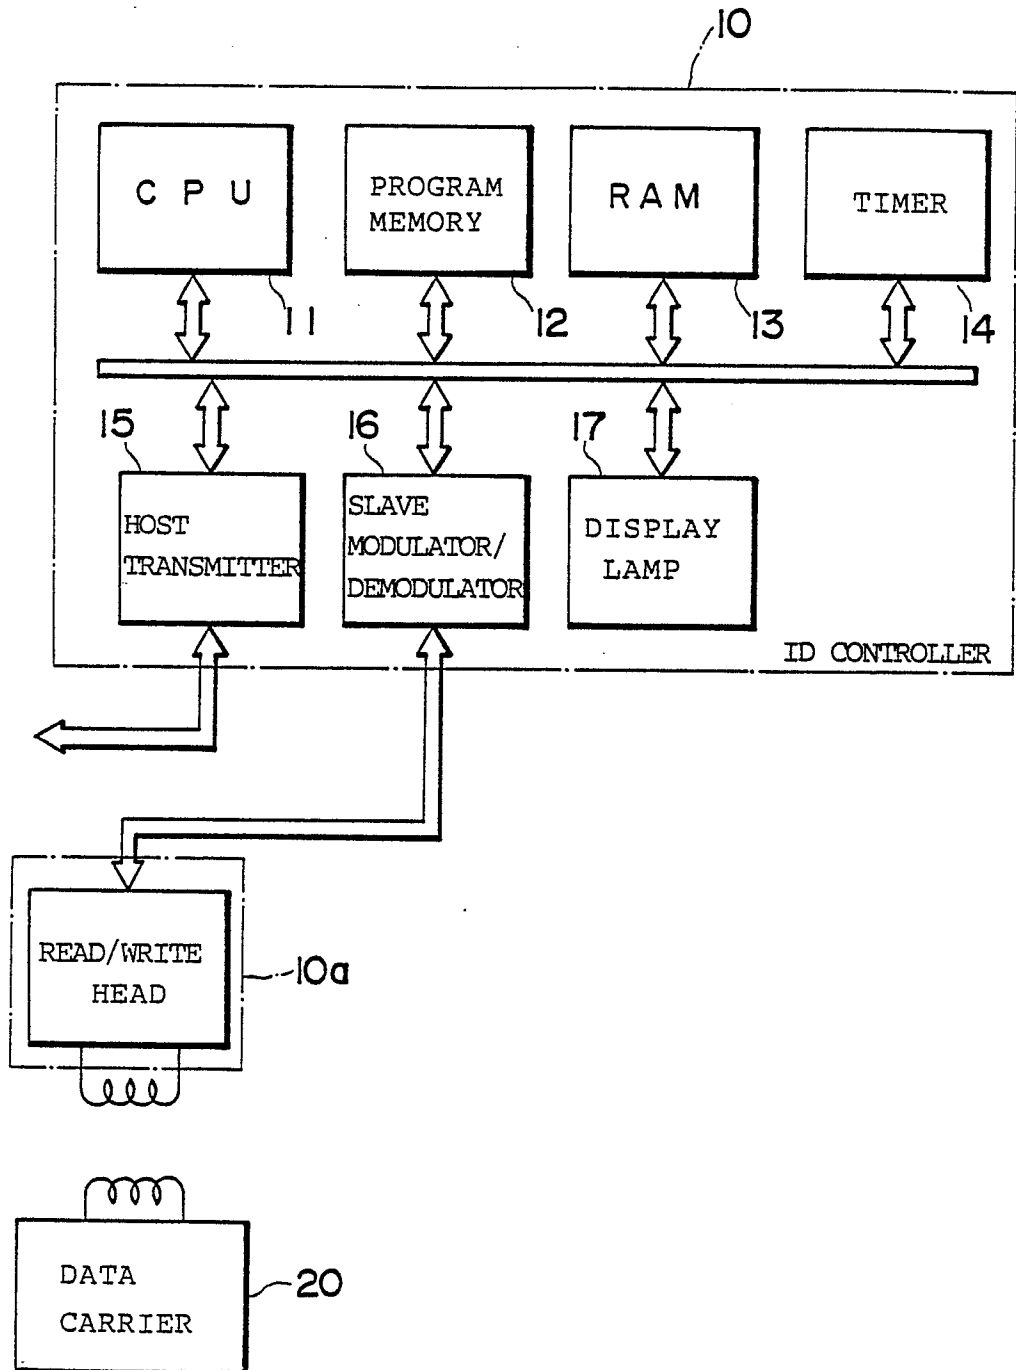 10
CPU
PROGRAM
MEMORY
RAM
TIMER
11
12
13
14
15
16
17
HOST
TRANSMITTER
SLAVE
MODULATOR/
DEMODULATOR
DISPLAY
LAMP
ID CONTROLLER
READ/WRITE
HEAD
10a
DATA
CARRIER
20